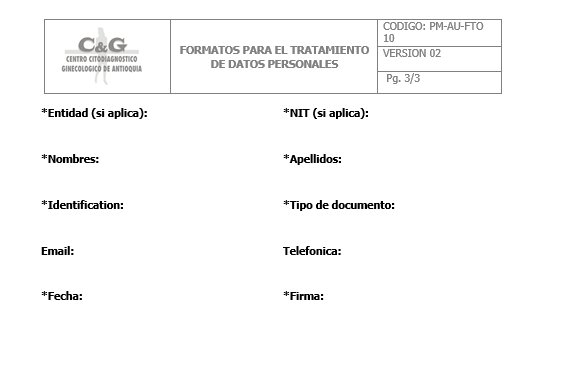 C&G
CENTRO CITODIAGNOSTICO
GINECOLOGICO DE ANTIOQUIA
FORMATOS PARA EL TRATAMIENTO
DE DATOS PERSONALES
CODIGO: PM-AU-FTO
10
VERSION 02
Pg. 3/3
*Entidad (si aplica):
*NIT (si aplica):
*Nombres:
*Apellidos:
*Identification:
*Tipo de documento:
Email:
Telefonica:
*Fecha:
*Firma: